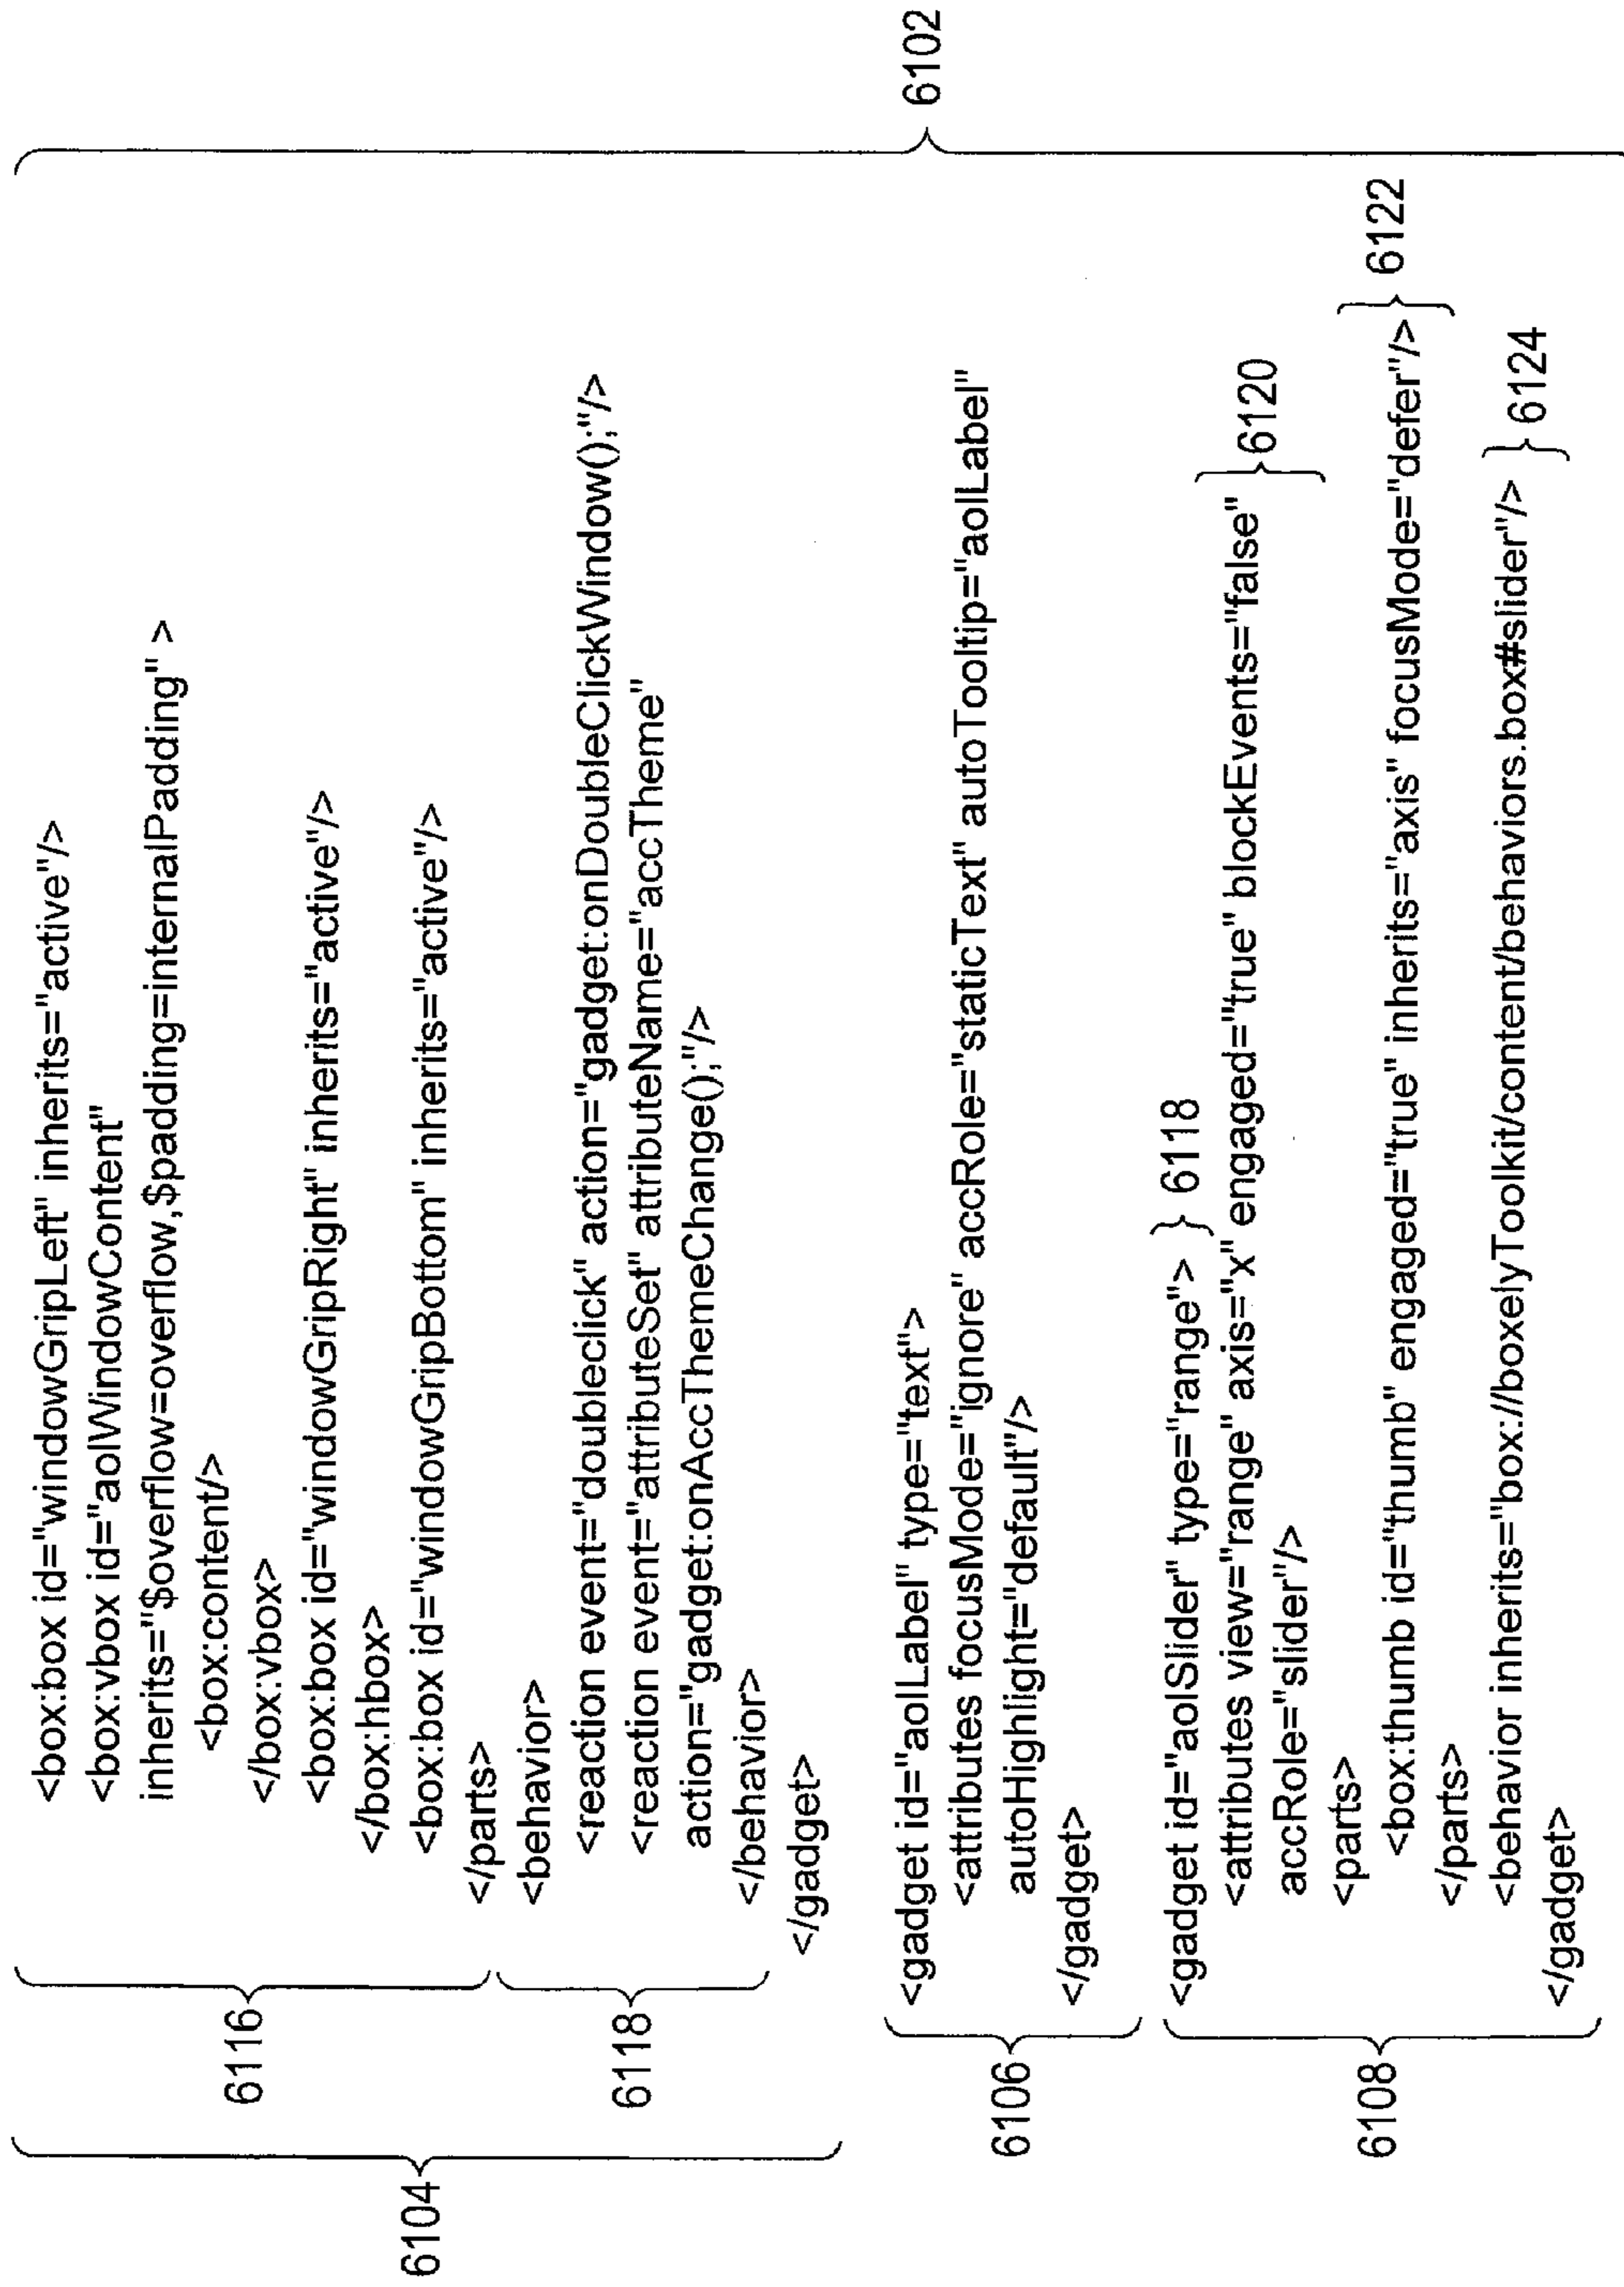 <box:box id="windowGripLeft" inherits="active"/>
<box:vbox id="aolWindowContent"
inherits="$overflow=overflow,$padding=internalPadding" >
<box:content/>
</box:vbox>
<box:box id="windowGripRight" inherits="active"/>
</box:hbox>
<box:box id="windowGripBottom" inherits="active"/>
</parts>
6116
<behavior>
<reaction event="doubleclick" action="gadget:onDoubleClickWindow();"/>
<reaction event="attributeSet" attributeName="accTheme"
action="gadget:onAccThemeChange();"/>
</behavior>
6118
</gadget>
6104
<gadget id="aolLabel" type="text">
<attributes focusMode="ignore" accRole="staticText" autoTooltip="aolLabel"
autoHighlight="default"/>
</gadget>
6106
<gadget id="aolSlider" type="range"> 6118
<attributes view="range" axis="x" engaged="true" blockEvents="false"
accRole="slider"/>
6120
<parts>
<box:thumb id="thumb" engaged="true" inherits="axis" focusMode="defer"/>
</parts>
6122
<behavior inherits="box://boxelyToolkit/content/behaviors.box#slider"/> 6124
</gadget>
6108
6102